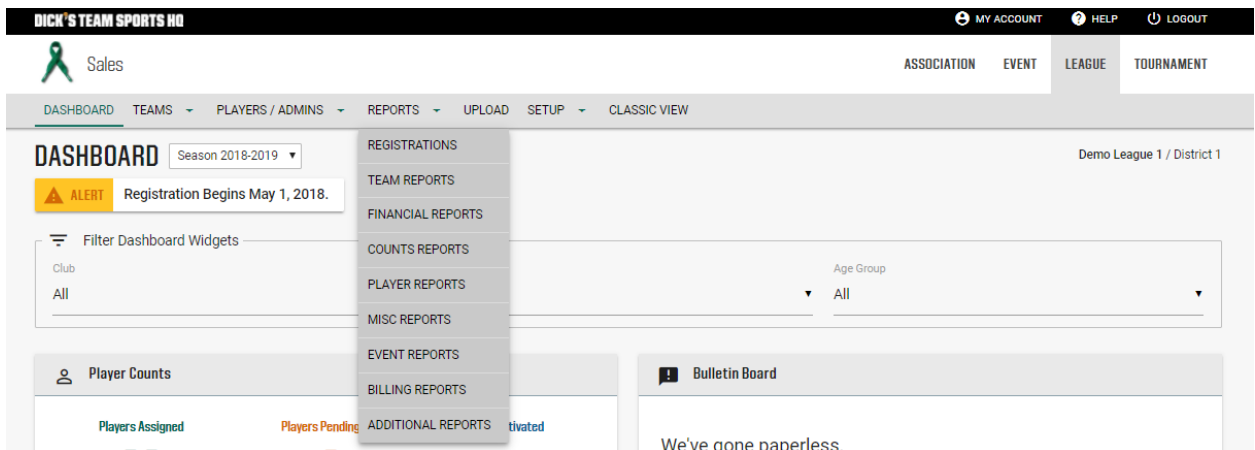 DICK'S TEAM SPORTS HQ
MY ACCOUNT
HELP
LOGOUT
Sales
ASSOCIATION
EVENT
LEAGUE
TOURNAMENT
DASHBOARD
TEAMS
PLAYERS / ADMINS
REPORTS
UPLOAD
SETUP
CLASSIC VIEW
REGISTRATIONS
TEAM REPORTS
FINANCIAL REPORTS
COUNTS REPORTS
PLAYER REPORTS
MISC REPORTS
EVENT REPORTS
BILLING REPORTS
ADDITIONAL REPORTS
DASHBOARD
Season 2018-2019
Demo League 1 / District 1
ALERT
Registration Begins May 1, 2018.
Filter Dashboard Widgets
Club
All
Age Group
All
Player Counts
Players Assigned
Players Pending
tivated
Bulletin Board
We've gone paperless.